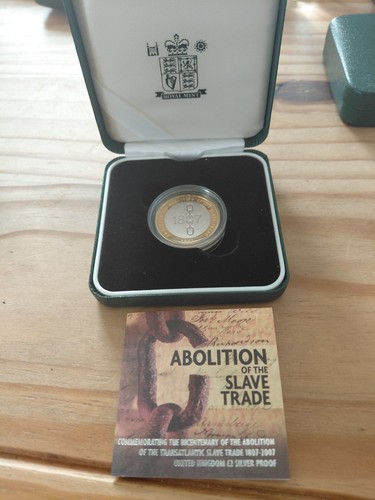 ROYAL MINT
1807
ABOLITION
OF THE
SLAVE
TRADE
COMMEMORATING THE BICENTENARY OF THE ABOLITION
OF THE TRANSATLANTIC SLAVE TRADE 1807-2007
UNITED KINGDOM £2 SILVER PROOF